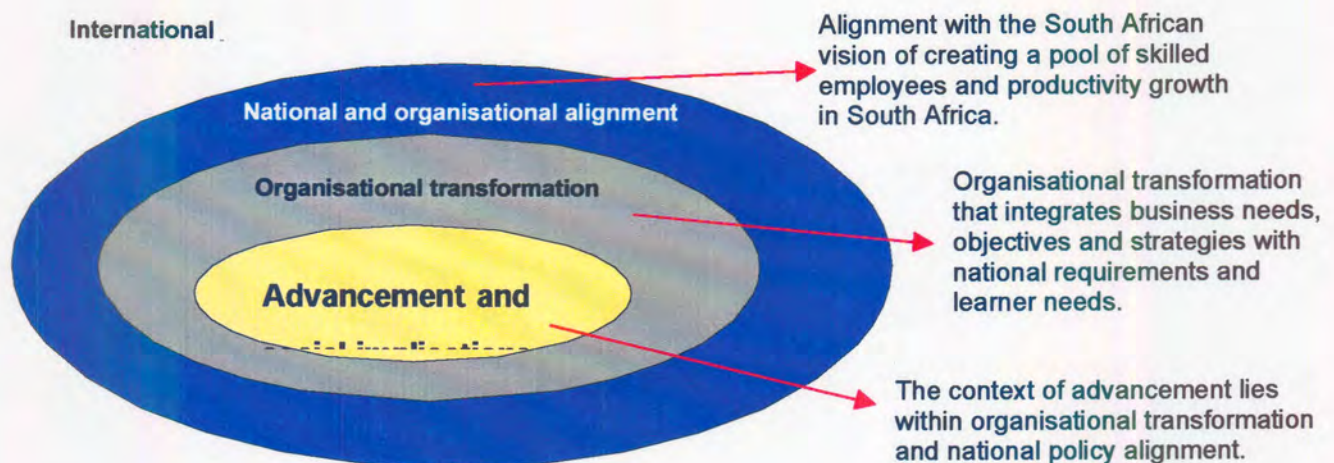 International
National and organisational alignment
Organisational transformation
Advancement and
Alignment with the South African
vision of creating a pool of skilled
employees and productivity growth
in South Africa.
Organisational transformation
that integrates business needs,
objectives and strategies with
national requirements and
learner needs.
The context of advancement lies
within organisational transformation
and national policy alignment.